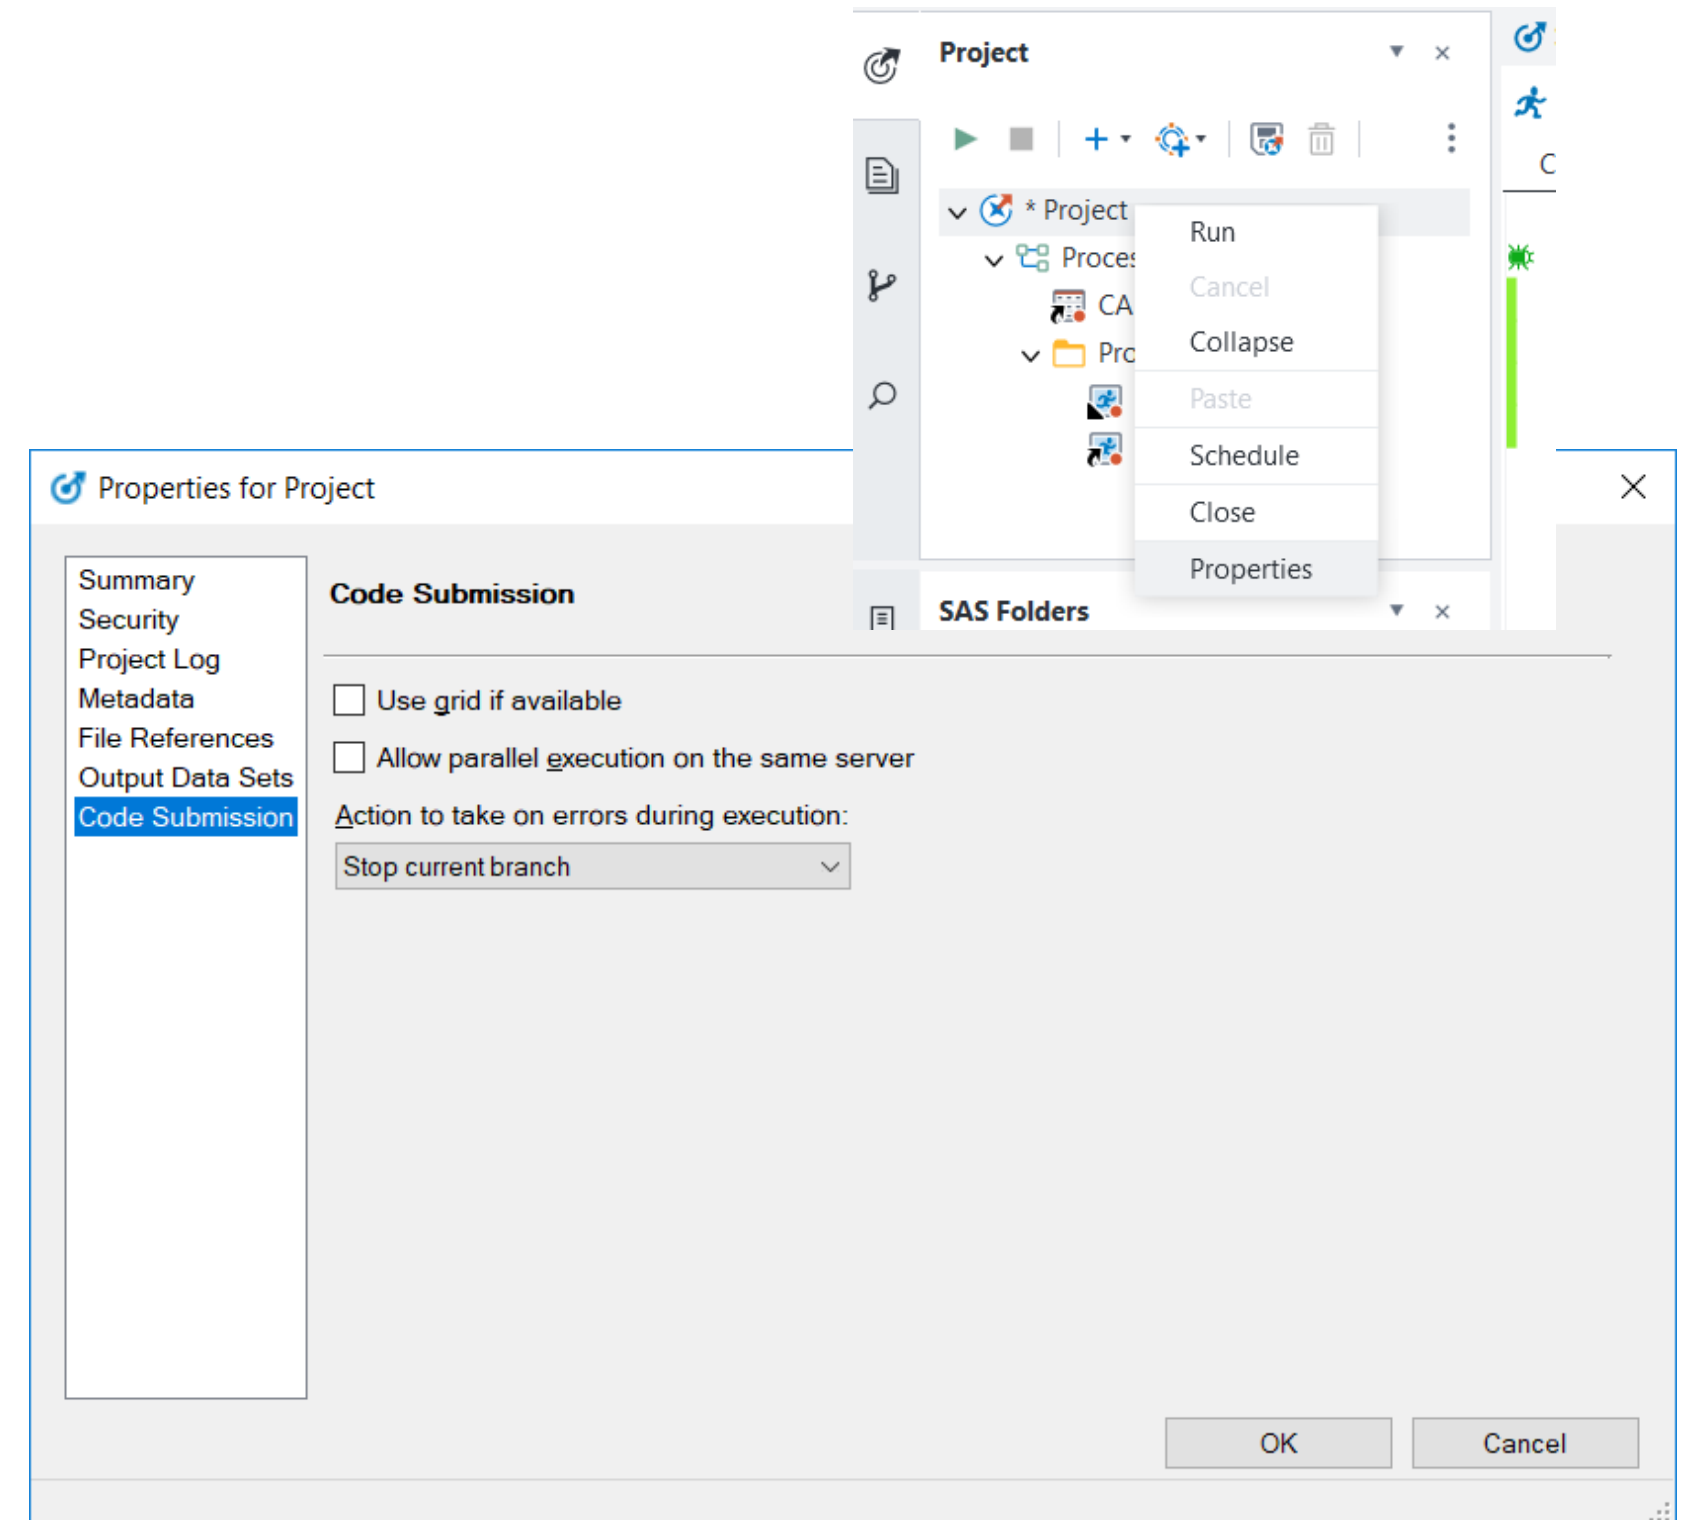 Project
* Project
Run
Cancel
Collapse
CA
Paste
Schedule
Close
Properties
SAS Folders
Properties for Project
Summary
Security
Project Log
Metadata
File References
Output Data Sets
Code Submission
Code Submission
Use grid if available
Allow parallel execution on the same server
Action to take on errors during execution:
Stop current branch
OK
Cancel